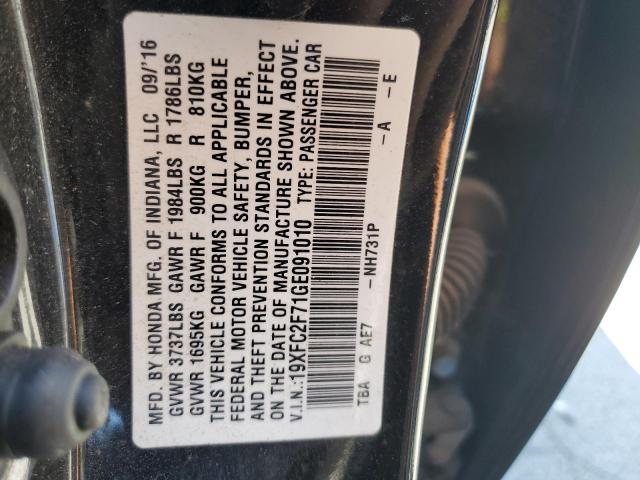 MFD. BY HONDA MFG. OF INDIANA, LLC 09/'16
GVWR 3737LBS GAWR F 1984LBS R 1786LBS
GVWR 1695KG GAWR F 900KG R 810KG
THIS VEHICLE CONFORMS TO ALL APPLICABLE
FEDERAL MOTOR VEHICLE SAFETY, BUMPER,
AND THEFT PREVENTION STANDARDS IN EFFECT
ON THE DATE OF MANUFACTURE SHOWN ABOVE.
V.I.N.:19XFC2F71GE091010 TYPE: PASSENGER CAR
TBA G AE7 -NH731P -A -E